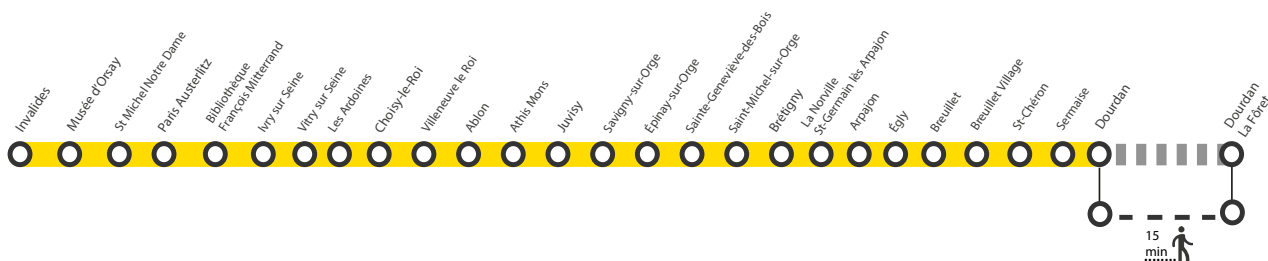 Invalides
Musée d'Orsay
St Michel Notre Dame
Paris Austerlitz
Bibliothèque
François Mitterrand
Ivry sur Seine
Vitry sur Seine
Les Ardoines
Choisy-le-Roi
Villeneuve le Roi
Ablon
Athis Mons
Juvisy
Savigny-sur-Orge
Épinay-sur-Orge
Sainte-Geneviève-des-Bois
Saint-Michel-sur-Orge
Brétigny
La Norville
St-Germain lès Arpajon
Arpajon
Égly
Breuillet
Breuillet Village
St-Chéron
Sermaise
Dourdan
Dourdan
La Fôret
15
min